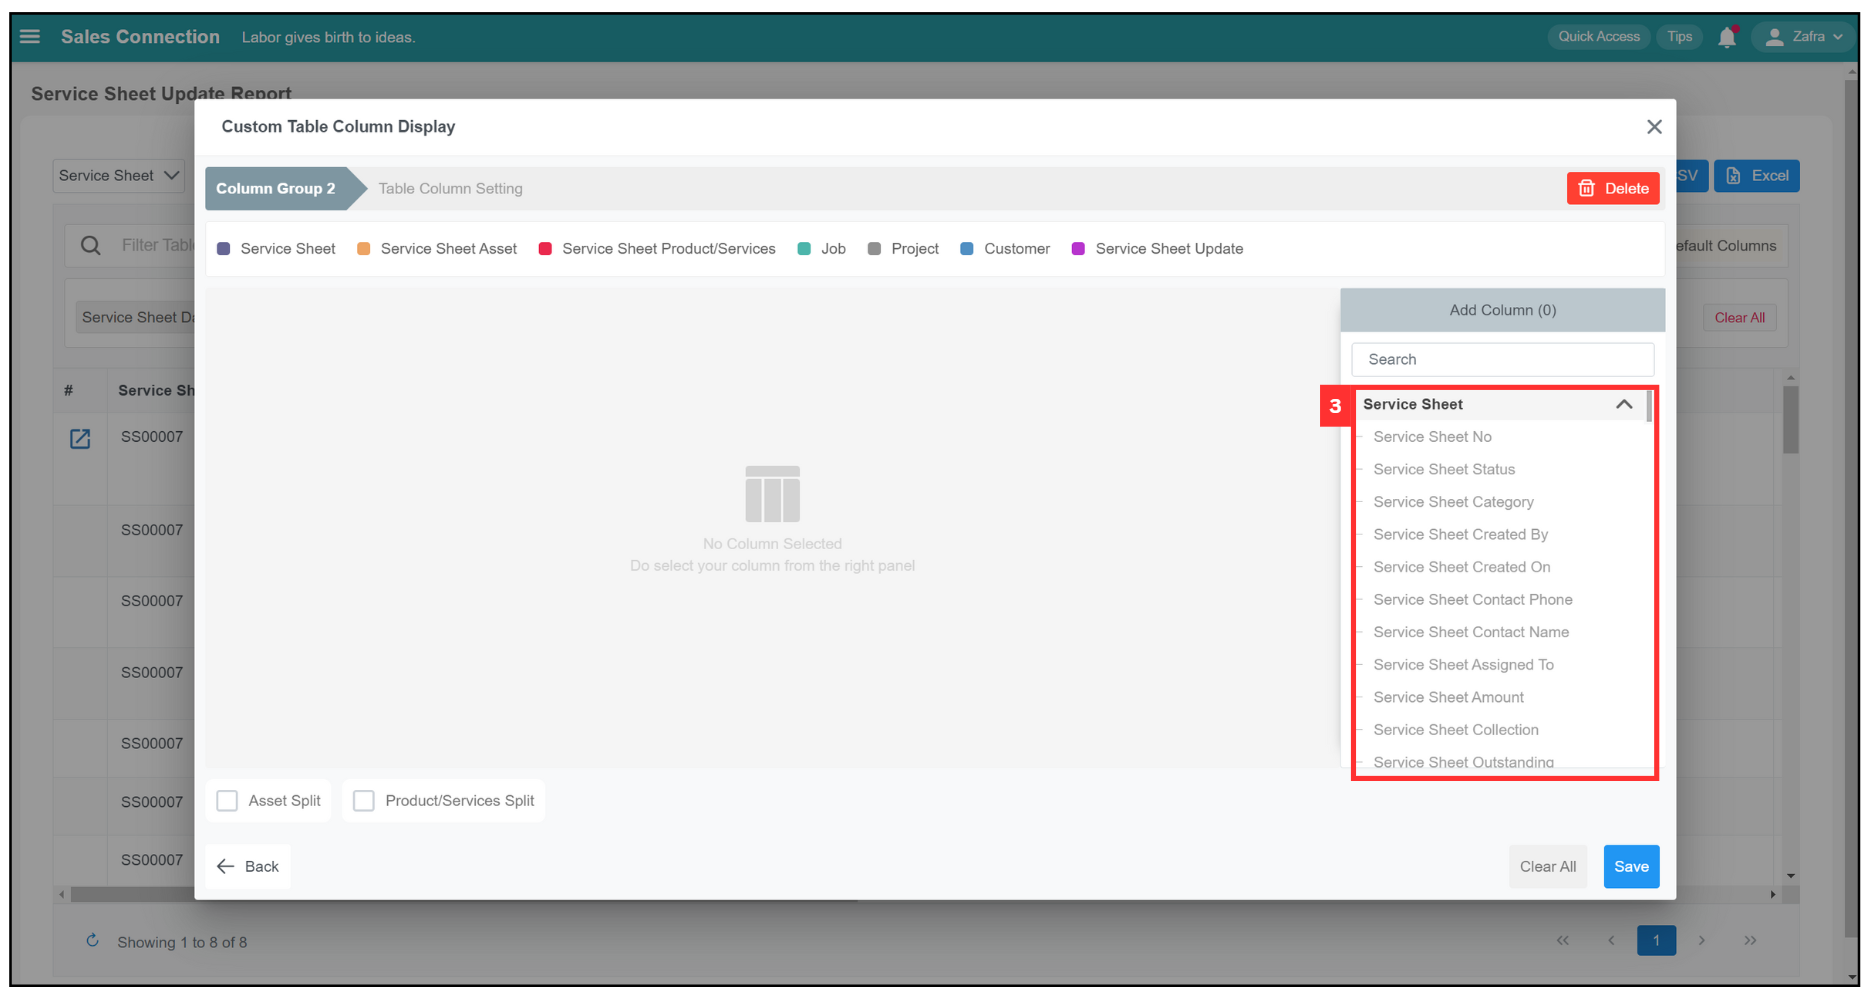 Sales Connection Labor gives birth to ideas. Quick Access Tips Zafra
Service Sheet Update Report
Custom Table Column Display
Service Sheet SV Excel
Column Group 2 Table Column Setting Delete
Filter Tabl efault Columns
Service Sheet Service Sheet Asset Service Sheet Product/Services Job Project Customer Service Sheet Update
Service Sheet Da Clear All
Add Column (0)
Search
# Service Sh
3 Service Sheet
SS00007
Service Sheet No
Service Sheet Status
Service Sheet Category
SS00007
Service Sheet Created By
No Column Selected
Do select your column from the right panel
Service Sheet Created On
SS00007
Service Sheet Contact Phone
Service Sheet Contact Name
SS00007
Service Sheet Assigned To
Service Sheet Amount
Service Sheet Collection
SS00007
Service Sheet Outstanding
SS00007
Asset Split Product/Services Split
SS00007
Back Clear All Save
Showing 1 to 8 of 8 << < 1 > >>